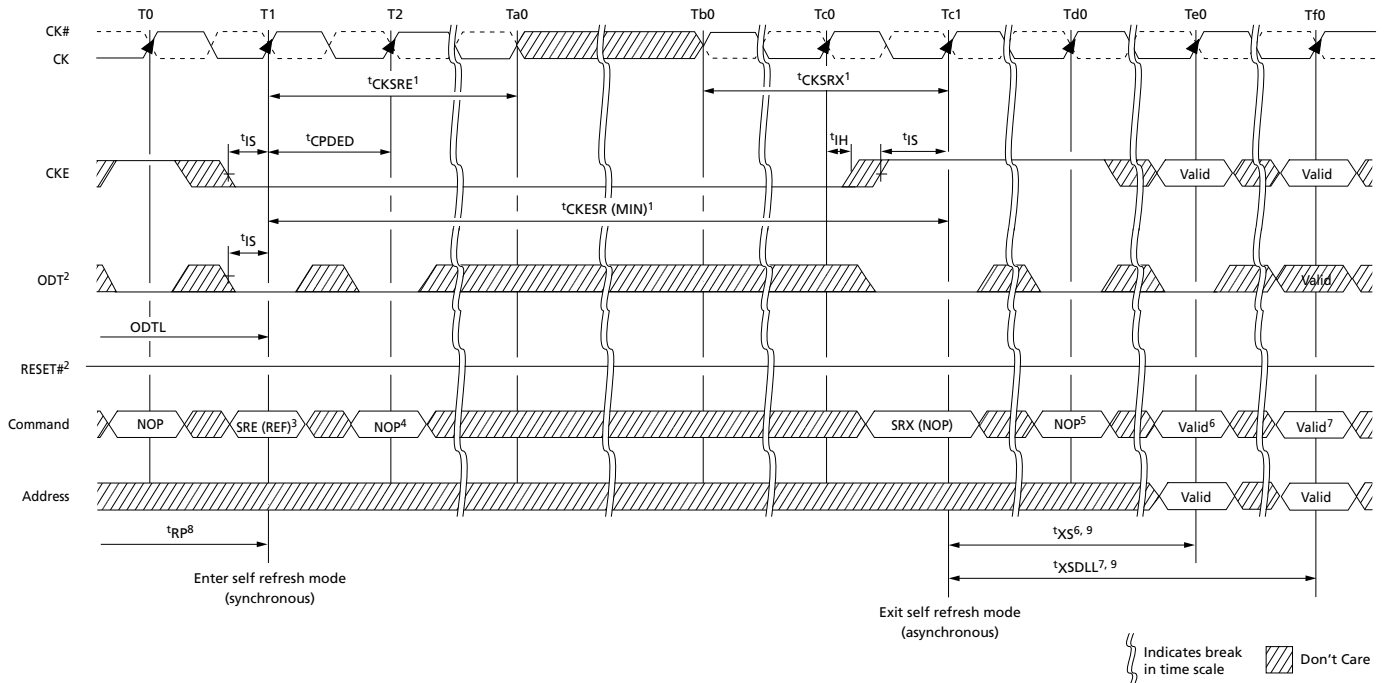 T0 T1 T2 Ta0 Tb0 Tc0 Tc1 Td0 Te0 Tf0
CK#
CK
tCKSRE1 tCKSRX1
tIS tCPDED tIH tIS
CKE Valid Valid
tCKESR (MIN)1
tIS
ODT2 Valid
ODTL
RESET#2
Command NOP SRE (REF)3 NOP4 SRX (NOP) NOP5 Valid6 Valid7
Address Valid Valid
tRP8 tXS6, 9
Enter self refresh mode
(synchronous)
tXSDLL7, 9
Exit self refresh mode
(asynchronous)
Indicates break
in time scale
Don't Care